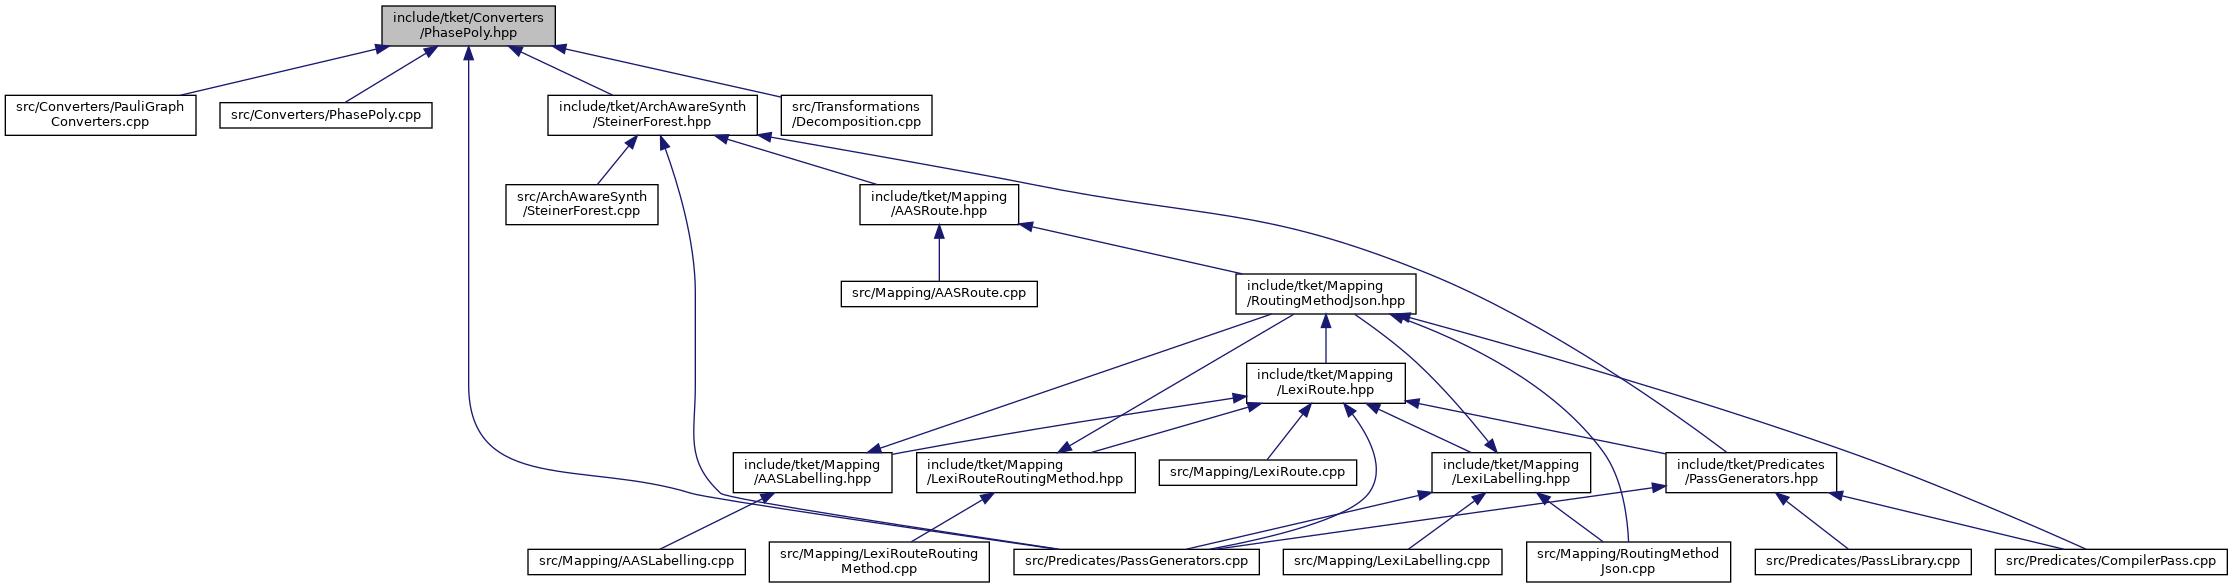 include/tket/Converters
/PhasePoly.hpp
src/Converters/PauliGraph
Converters.cpp
src/Converters/PhasePoly.cpp
include/tket/ArchAwareSynth
/SteinerForest.hpp
src/Transformations
/Decomposition.cpp
src/ArchAwareSynth
/SteinerForest.cpp
include/tket/Mapping
/AASRoute.hpp
src/Mapping/AASRoute.cpp
include/tket/Mapping
/RoutingMethodJson.hpp
include/tket/Mapping
/LexiRoute.hpp
include/tket/Mapping
/AASLabelling.hpp
include/tket/Mapping
/LexiRouteRoutingMethod.hpp
src/Mapping/LexiRoute.cpp
include/tket/Mapping
/LexiLabelling.hpp
include/tket/Predicates
/PassGenerators.hpp
src/Mapping/AASLabelling.cpp
src/Mapping/LexiRouteRouting
Method.cpp
src/Predicates/PassGenerators.cpp
src/Mapping/LexiLabelling.cpp
src/Mapping/RoutingMethod
Json.cpp
src/Predicates/PassLibrary.cpp
src/Predicates/CompilerPass.cpp